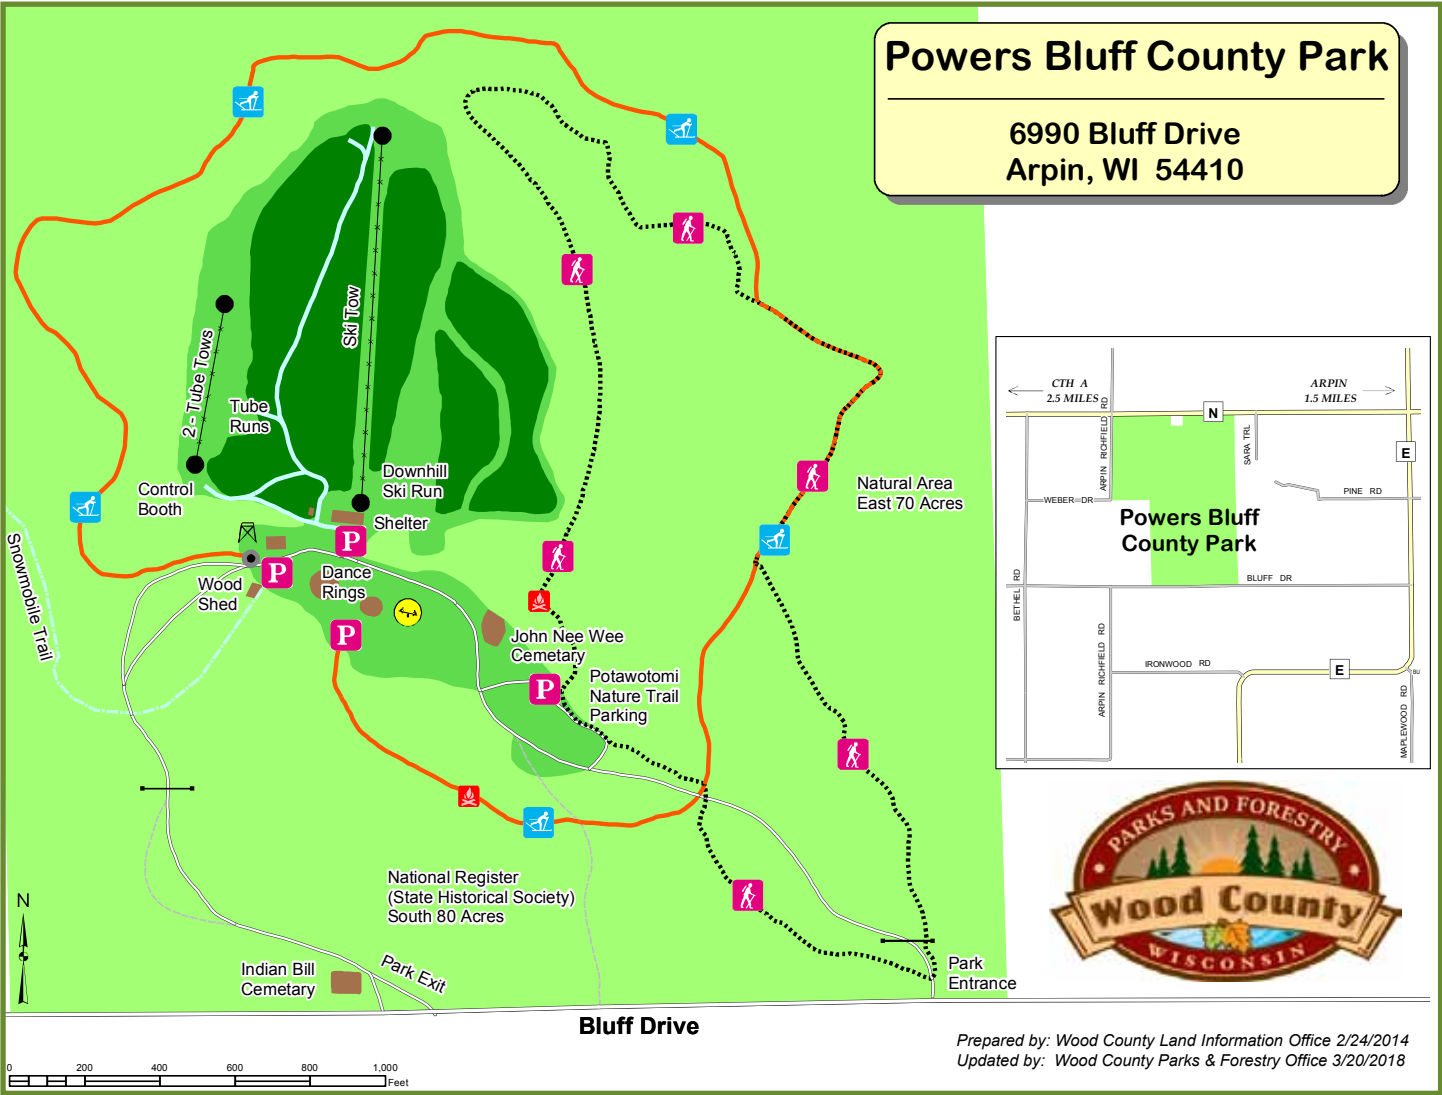 Powers Bluff County Park
6990 Bluff Drive
Arpin, WI  54410
Ski Tow
2 - Tube Tows
Tube
Runs
Control
Booth
Downhill
Ski Run
Shelter
P
P
P
P
Dance
Rings
Wood
Shed
Snowmobile Trail
John Nee Wee
Cemetary
Potawotomi
Nature Trail
Parking
Natural Area
East 70 Acres
National Register
(State Historical Society)
South 80 Acres
Indian Bill
Cemetary
Park Exit
Park
Entrance
Bluff Drive
N
0 200 400 600 800 1,000
Feet
CTH A
2.5 MILES
ARPIN
1.5 MILES
N
E
E
ARPIN RICHFIELD RD
SARA TRL
WEBER DR
PINE RD
Powers Bluff
County Park
BLUFF DR
BETHEL RD
ARPIN RICHFIELD RD
IRONWOOD RD
MAPLEWOOD RD
BU
PARKS AND FORESTRY
Wood County
WISCONSIN
Prepared by: Wood County Land Information Office 2/24/2014
Updated by:  Wood County Parks & Forestry Office 3/20/2018